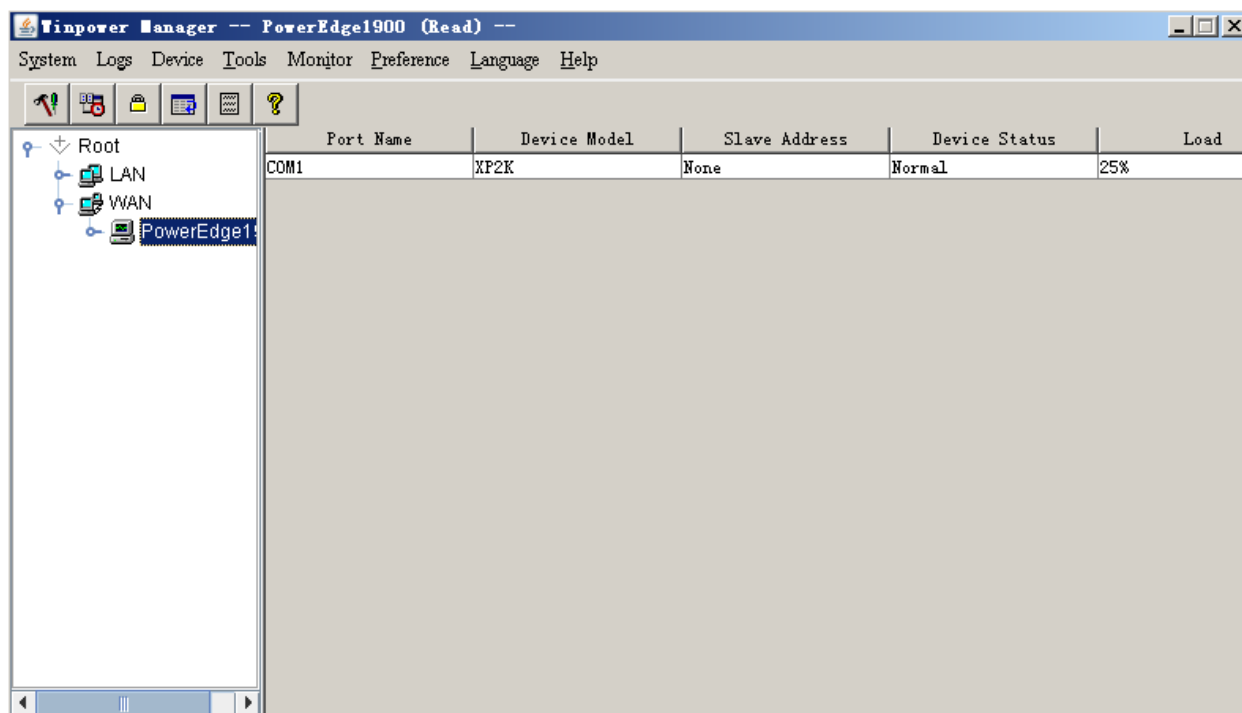 Winpower Manager -- PowerEdge1900 (Read) --
System Logs Device Tools Monitor Preference Language Help
Root
LAN
WAN
PowerEdge19
Port Name Device Model Slave Address Device Status Load
COM1 XP2K None Normal 25%